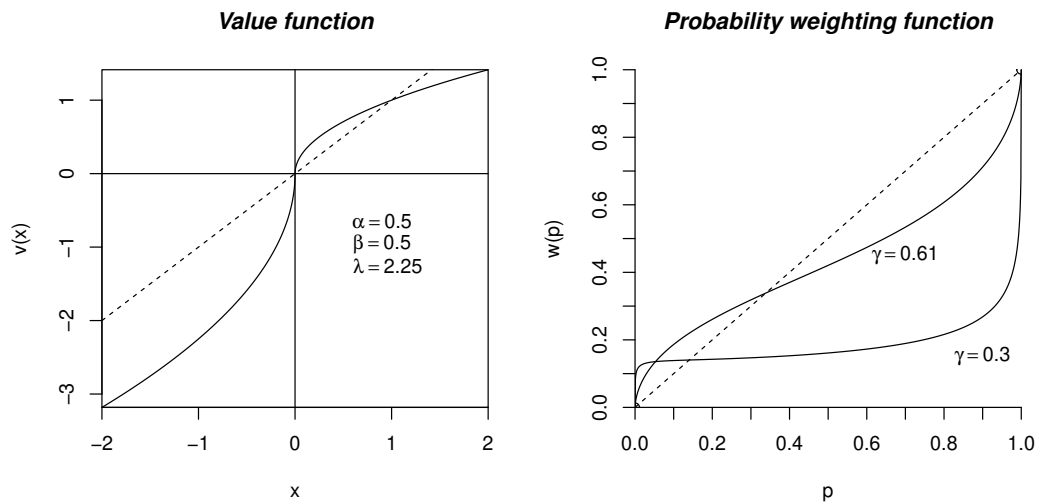 Value function
v(x)
1
0
−1
−2
−3
α = 0.5
β = 0.5
λ = 2.25
−2 −1 0 1 2
x
Probability weighting function
w(p)
1.0
0.8
0.6
0.4
0.2
0.0
γ = 0.61
γ = 0.3
0.0 0.2 0.4 0.6 0.8 1.0
p